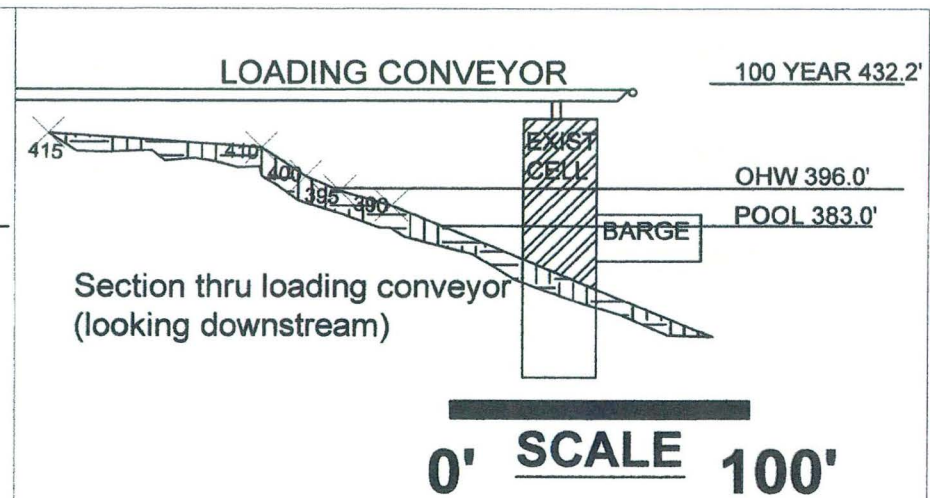 LOADING CONVEYOR
100 YEAR 432.2'
415
410
400
395
390
EXIST
CELL
OHW 396.0'
POOL 383.0'
BARGE
Section thru loading conveyor
(looking downstream)
0' SCALE 100'